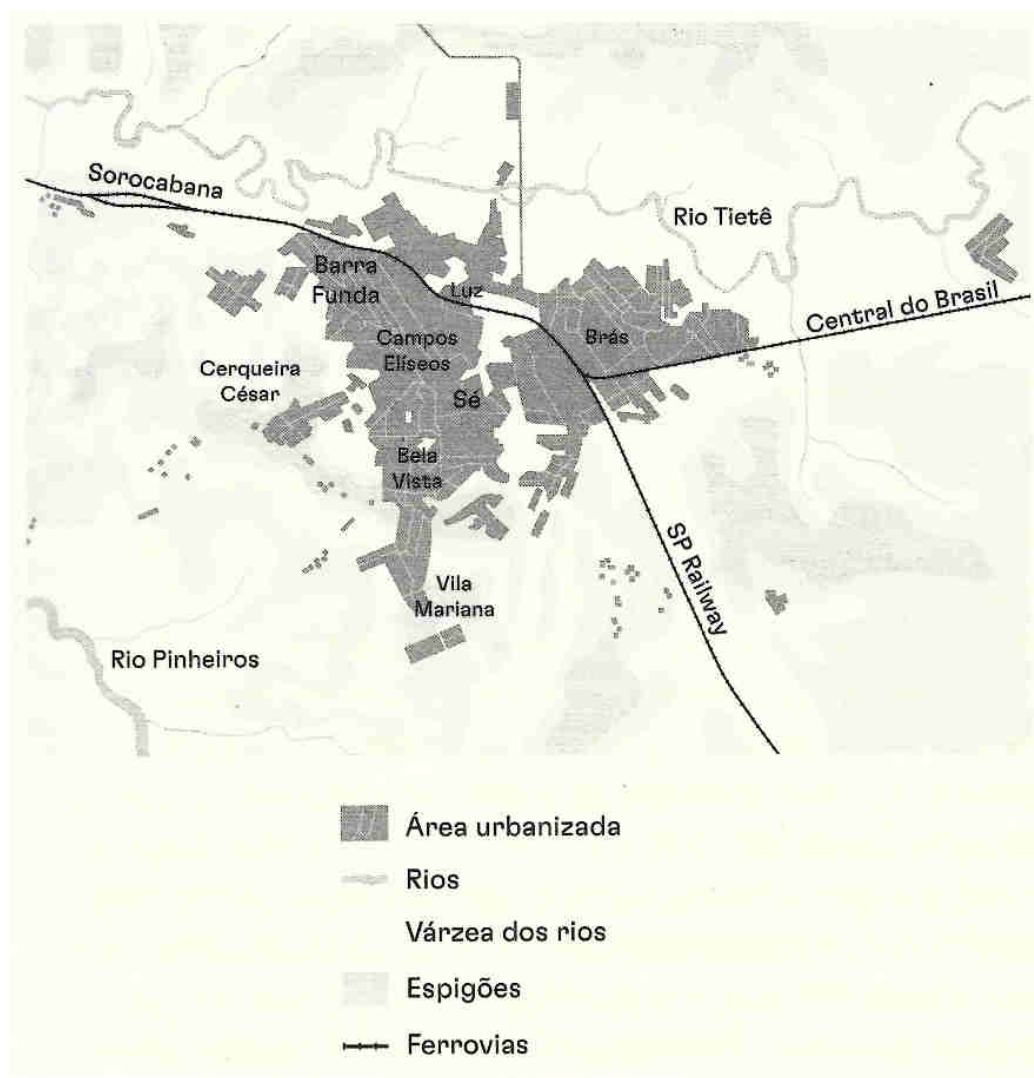 Sorocabana
Rio Tietê
Barra
Funda
Luz
Central do Brasil
Campos
Elíseos
Brás
Cerqueira
César
Sé
Bela
Vista
SP Railway
Vila
Mariana
Rio Pinheiros
Área urbanizada
Rios
Várzea dos rios
Espigões
Ferrovias